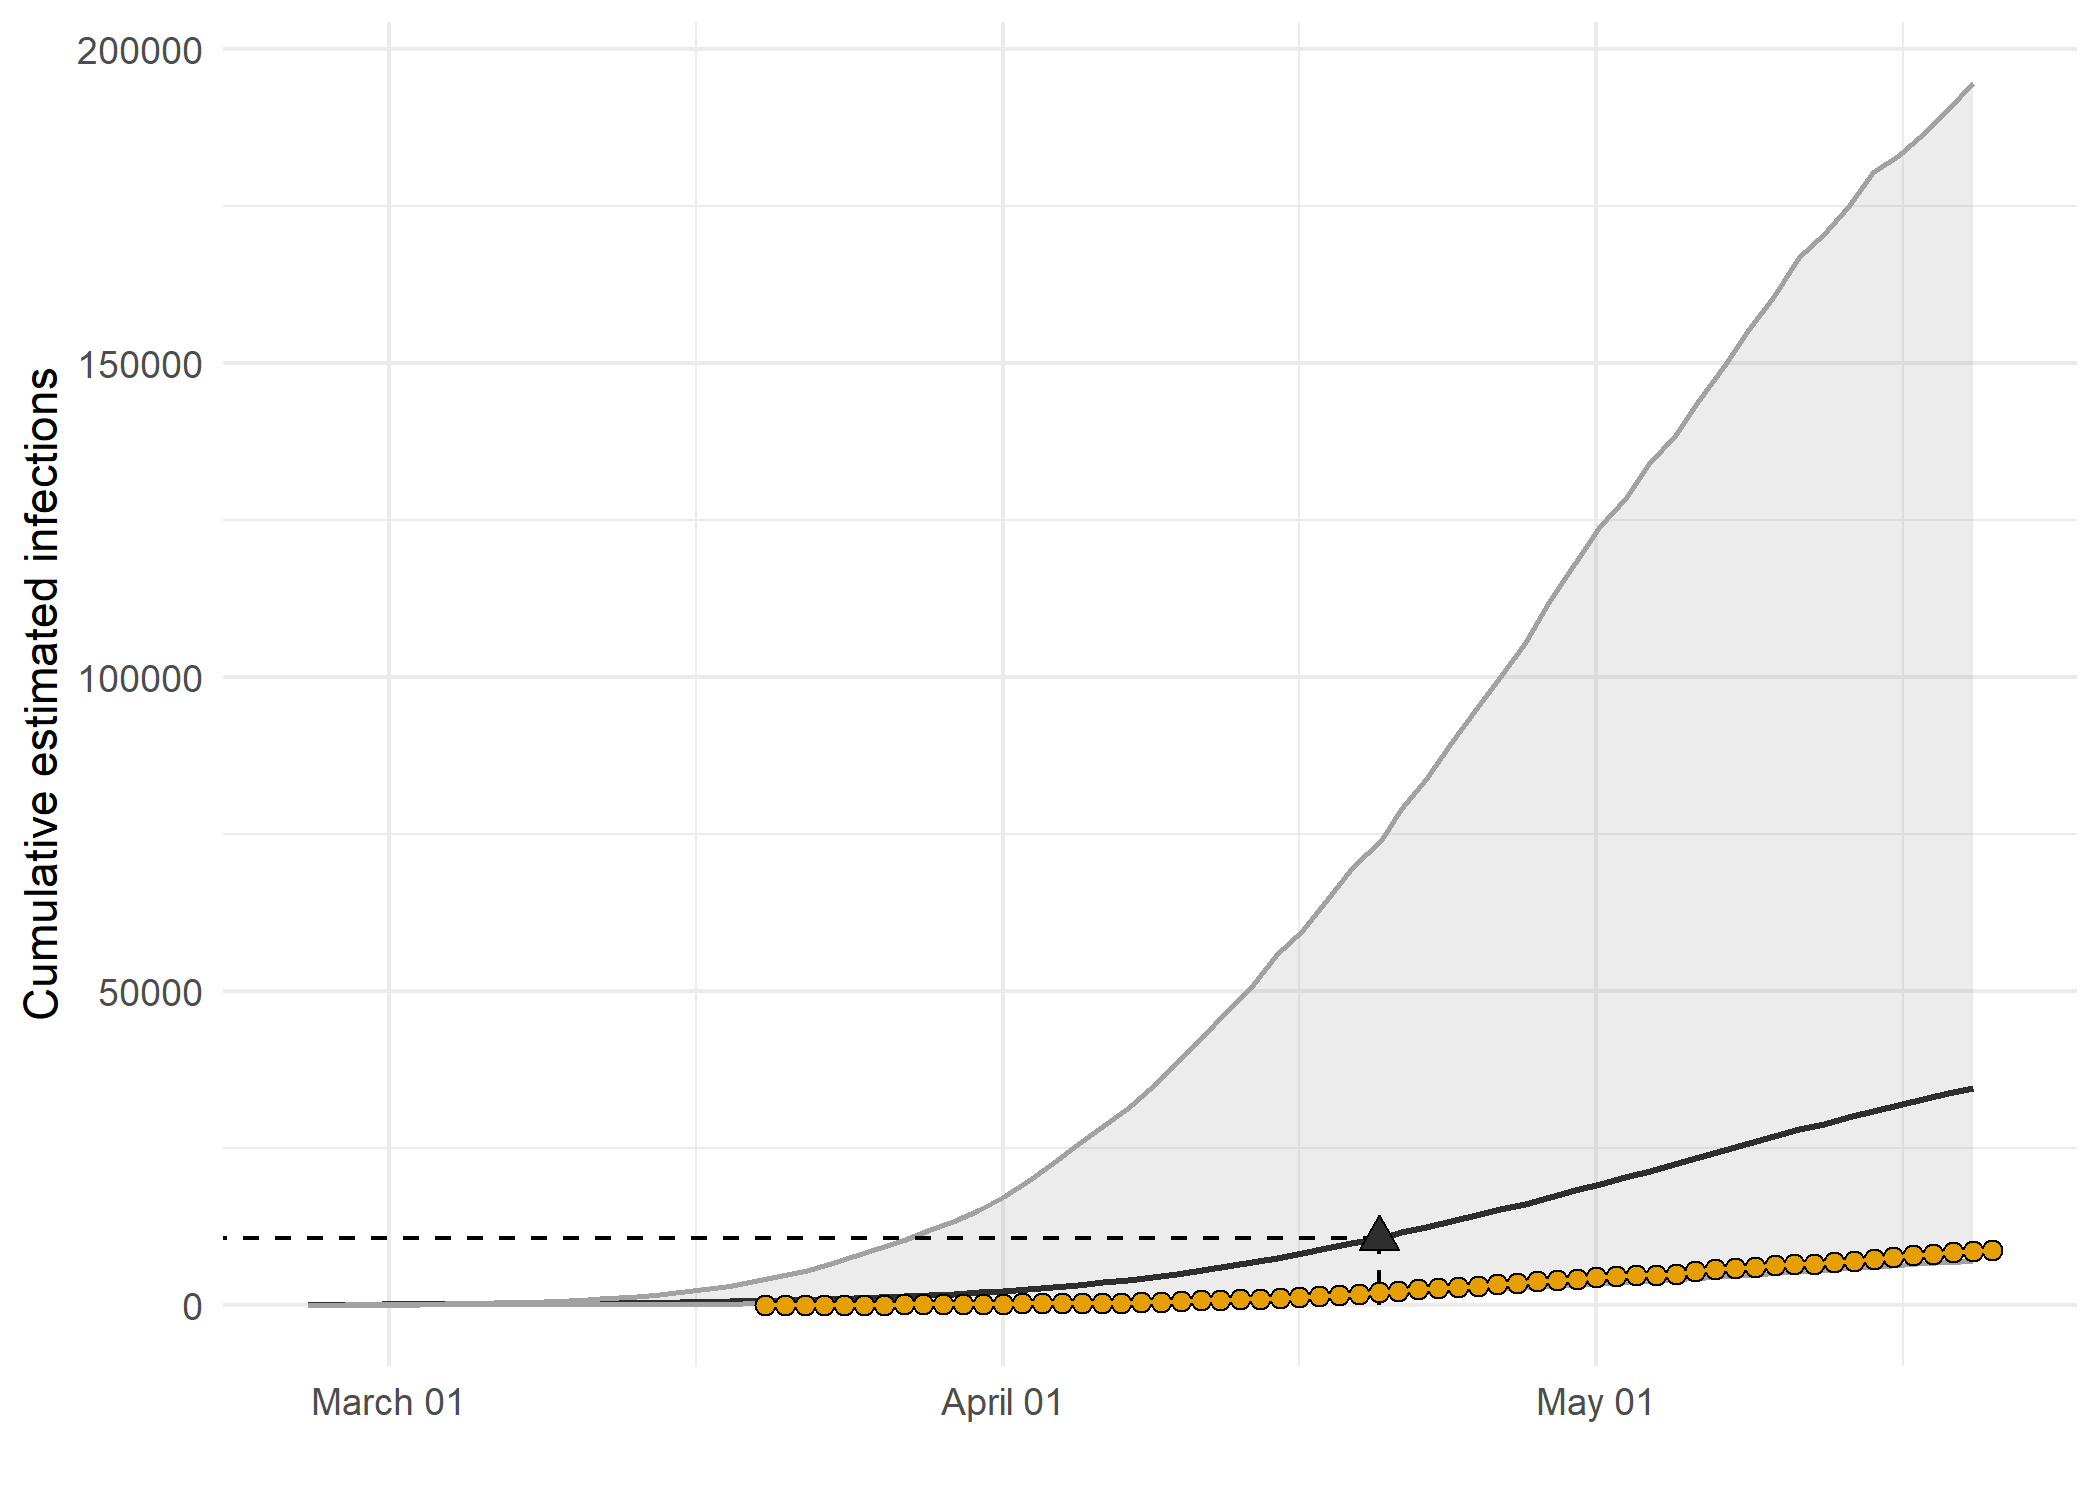 Cumulative estimated infections
200000
150000
100000
50000
0
March 01
April 01
May 01